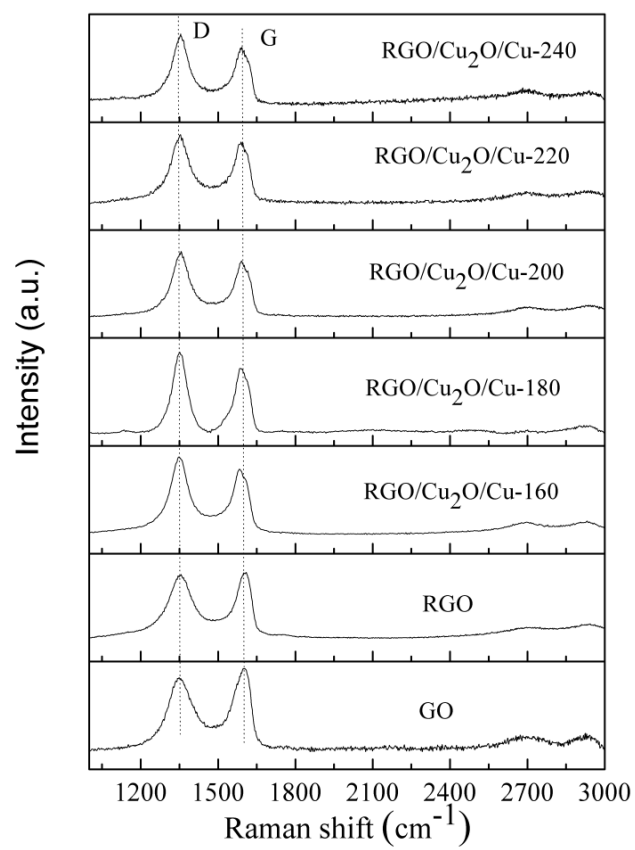 D
G
RGO/Cu₂O/Cu-240
RGO/Cu₂O/Cu-220
RGO/Cu₂O/Cu-200
RGO/Cu₂O/Cu-180
RGO/Cu₂O/Cu-160
RGO
GO
Intensity (a.u.)
1200 1500 1800 2100 2400 2700 3000
Raman shift (cm⁻¹)